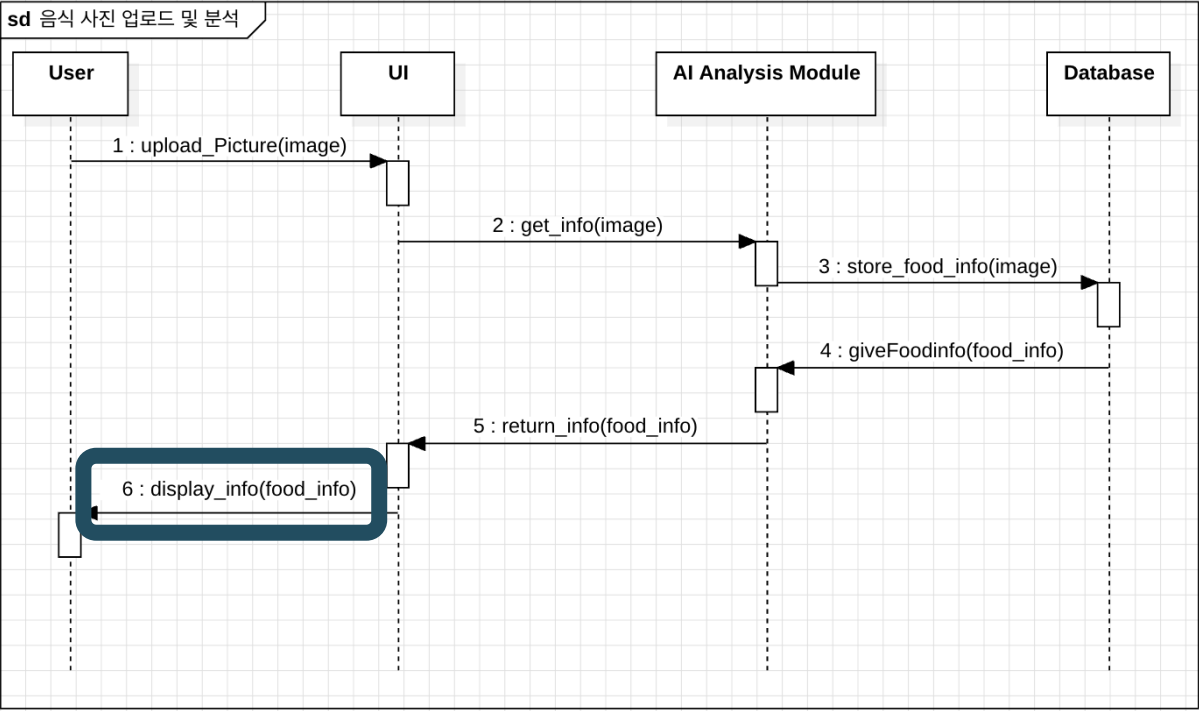 sd 음식 사진 업로드 및 분석
User
UI
AI Analysis Module
Database
1 : upload_Picture(image)
2 : get_info(image)
3 : store_food_info(image)
4 : giveFoodinfo(food_info)
5 : return_info(food_info)
6 : display_info(food_info)